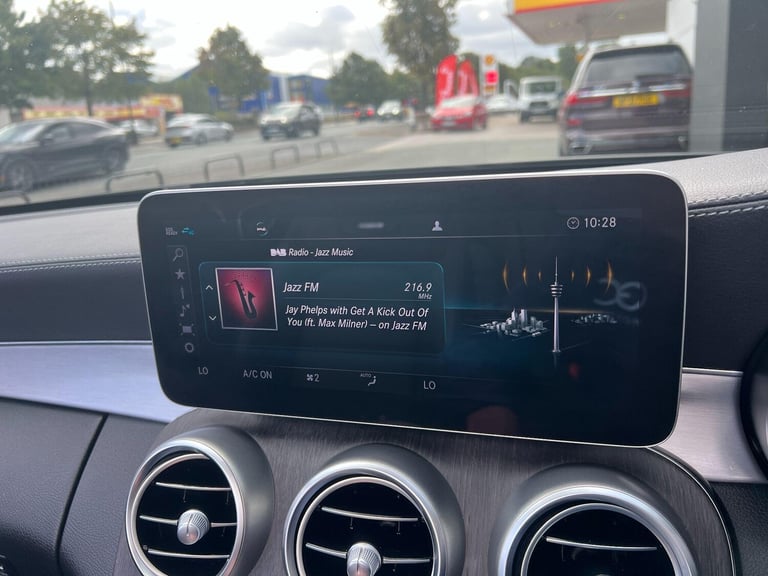 10:28
DAB Radio - Jazz Music
Jazz FM
216.9
MHz
Jay Phelps with Get A Kick Out Of
You (ft. Max Milner) – on Jazz FM
LO
A/C ON
2
AUTO
LO